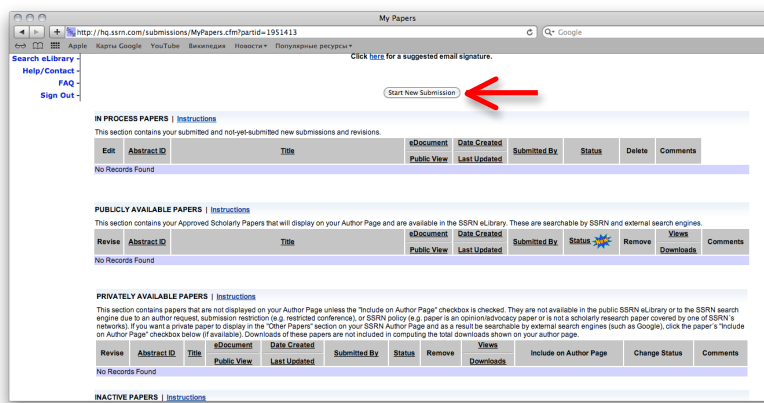 My Papers
http://hq.ssrn.com/submissions/MyPapers.cfm?partid=1951413
Google
Apple Карты Google YouTube Википедия Новости Популярные ресурсы
Click here for a suggested email signature.
Search eLibrary -
Help/Contact -
FAQ -
Sign Out -
Start New Submission
IN PROCESS PAPERS | Instructions
This section contains your submitted and not-yet-submitted new submissions and revisions.
Edit Abstract ID Title eDocument Public View Date Created Last Updated Submitted By Status Delete Comments
No Records Found
PUBLICLY AVAILABLE PAPERS | Instructions
This section contains your Approved Scholarly Papers that will display on your Author Page and are available in the SSRN eLibrary. These are searchable by SSRN and external search engines.
Revise Abstract ID Title eDocument Public View Date Created Last Updated Submitted By Status Remove Views Downloads Comments
No Records Found
PRIVATELY AVAILABLE PAPERS | Instructions
This section contains papers that are not displayed on your Author Page unless the "Include on Author Page" checkbox is checked. They are not available in the public SSRN eLibrary or to the SSRN search
engine due to an author request, submission restriction (e.g. restricted conference), or SSRN policy (e.g. paper is an opinion/advocacy paper or is not a scholarly research paper covered by one of SSRN`s
networks). If you want a private paper to display in the "Other Papers" section on your SSRN Author Page and as a result be searchable by external search engines (such as Google), click the paper`s "Include
on Author Page" checkbox below (if available). Downloads of these papers are not included in computing the total downloads shown on your author page.
Revise Abstract ID Title eDocument Public View Date Created Last Updated Submitted By Status Remove Views Downloads Include on Author Page Change Status Comments
No Records Found
INACTIVE PAPERS | Instructions